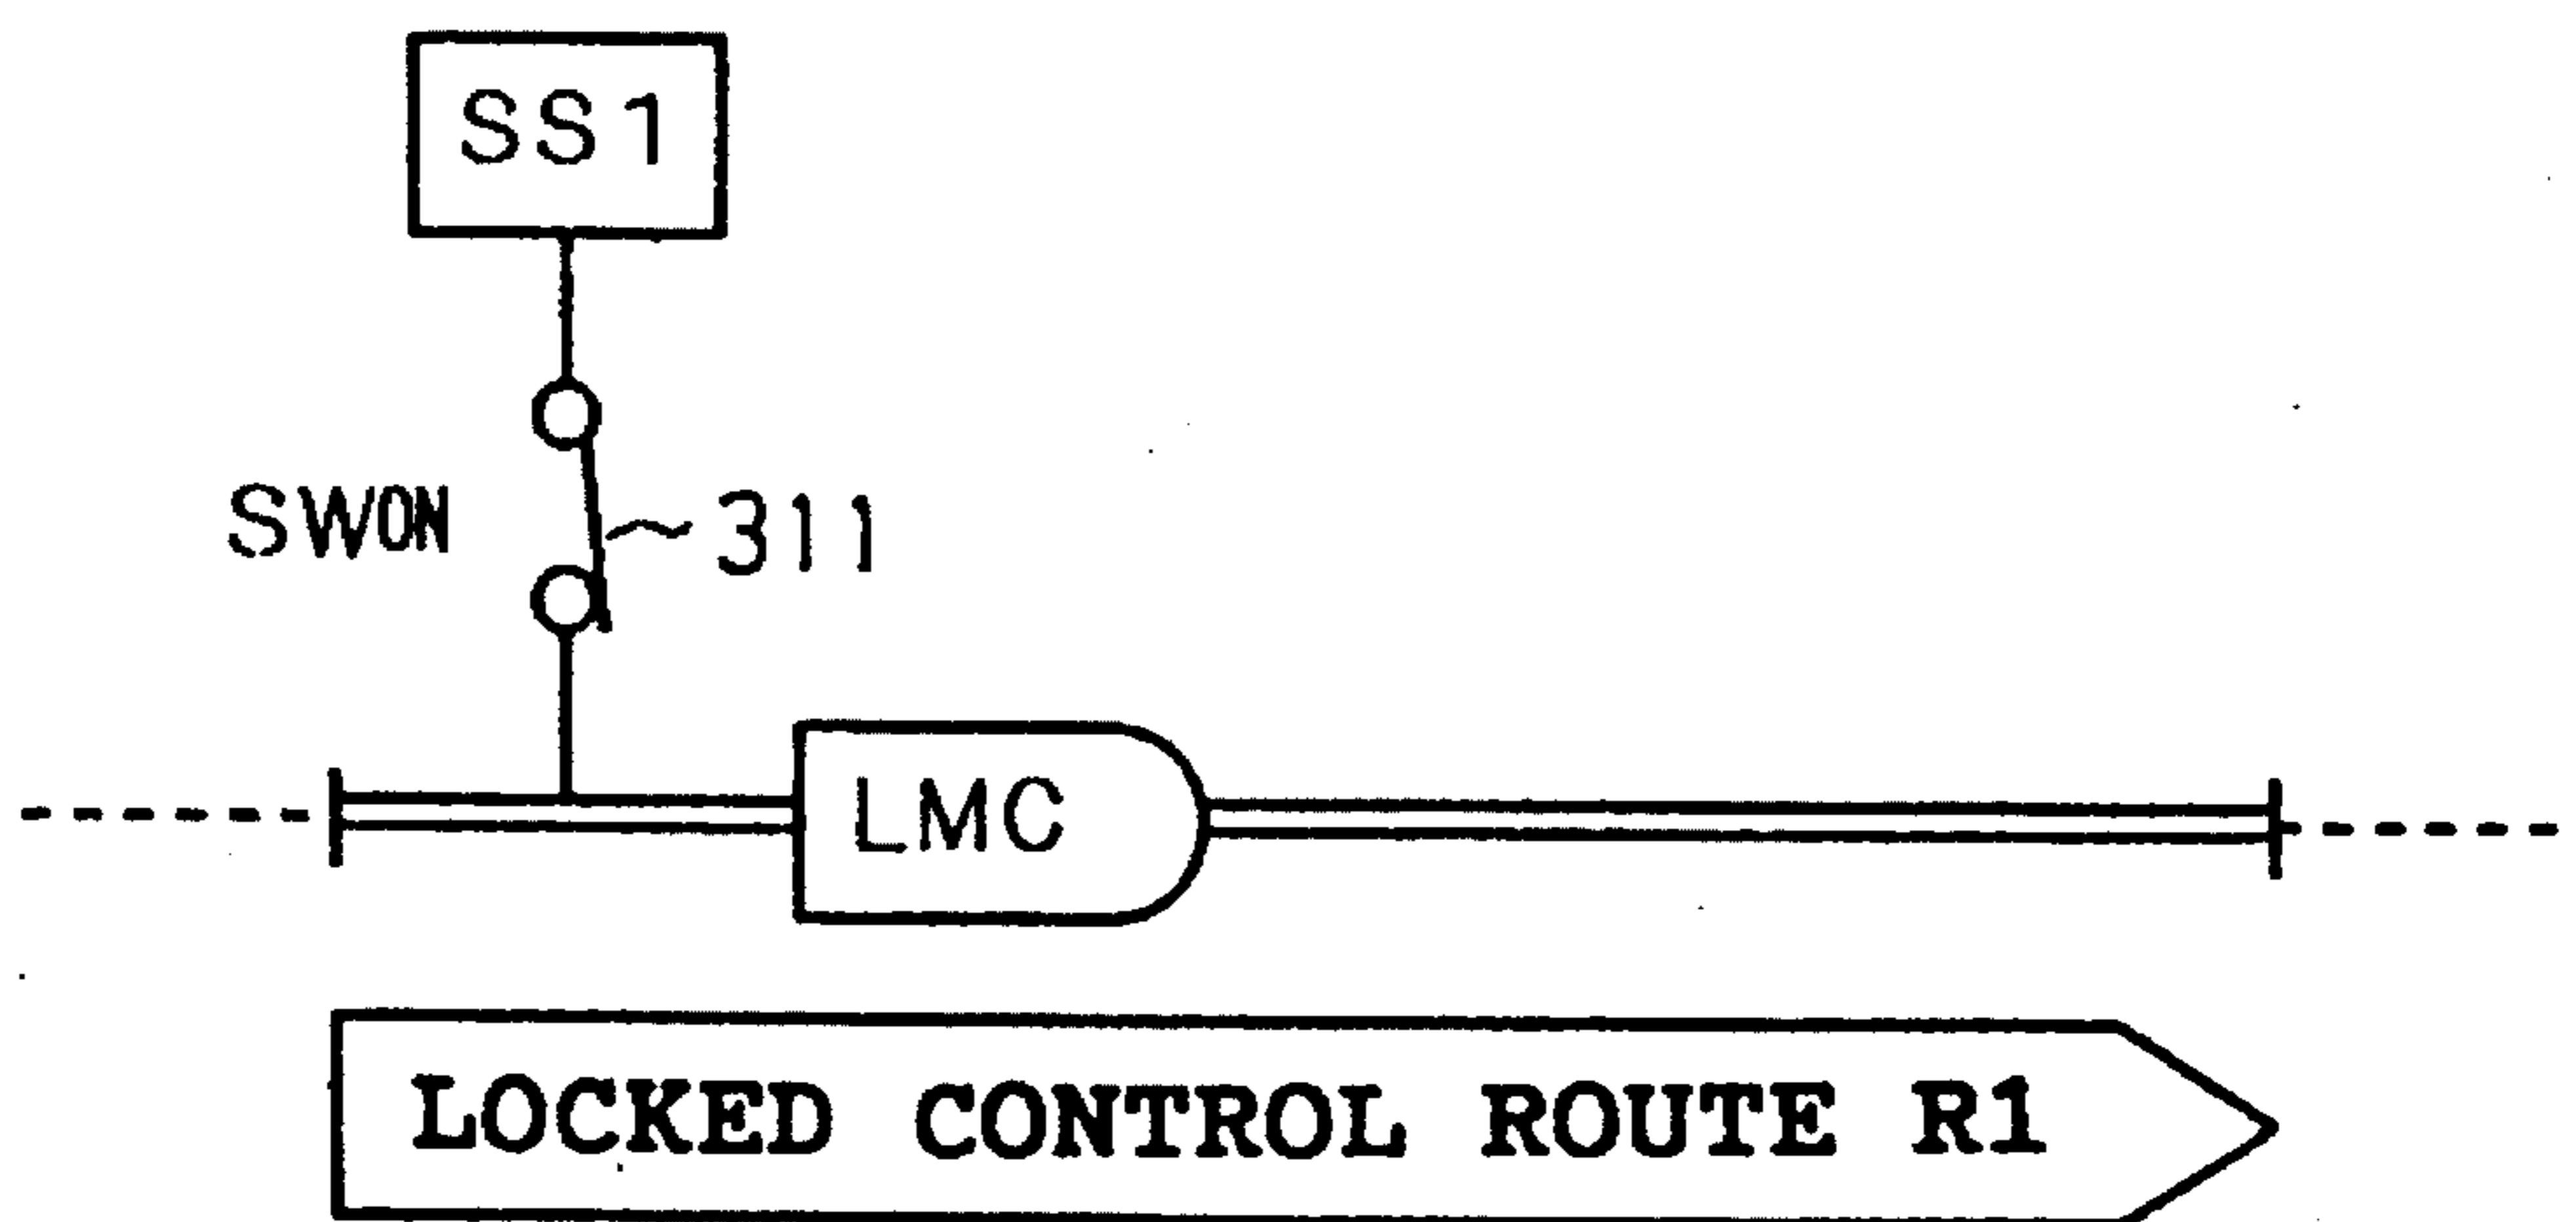 SS1
SWON
311
LMC
LOCKED CONTROL ROUTE R1